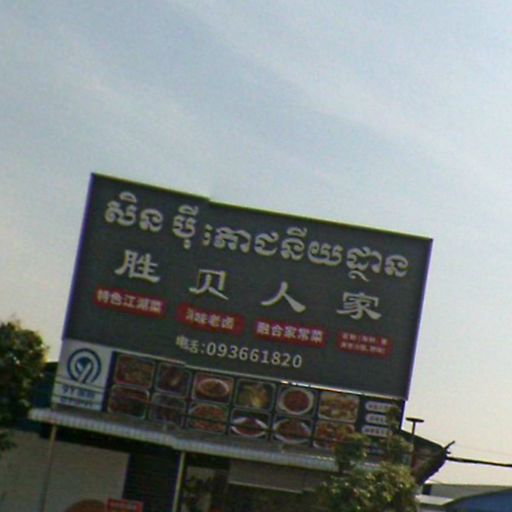 សិន ប៉ី ភោជនីយដ្ឋាន
胜贝人家
特色江湖菜 川味老卤 融合家常菜
电话:093661820